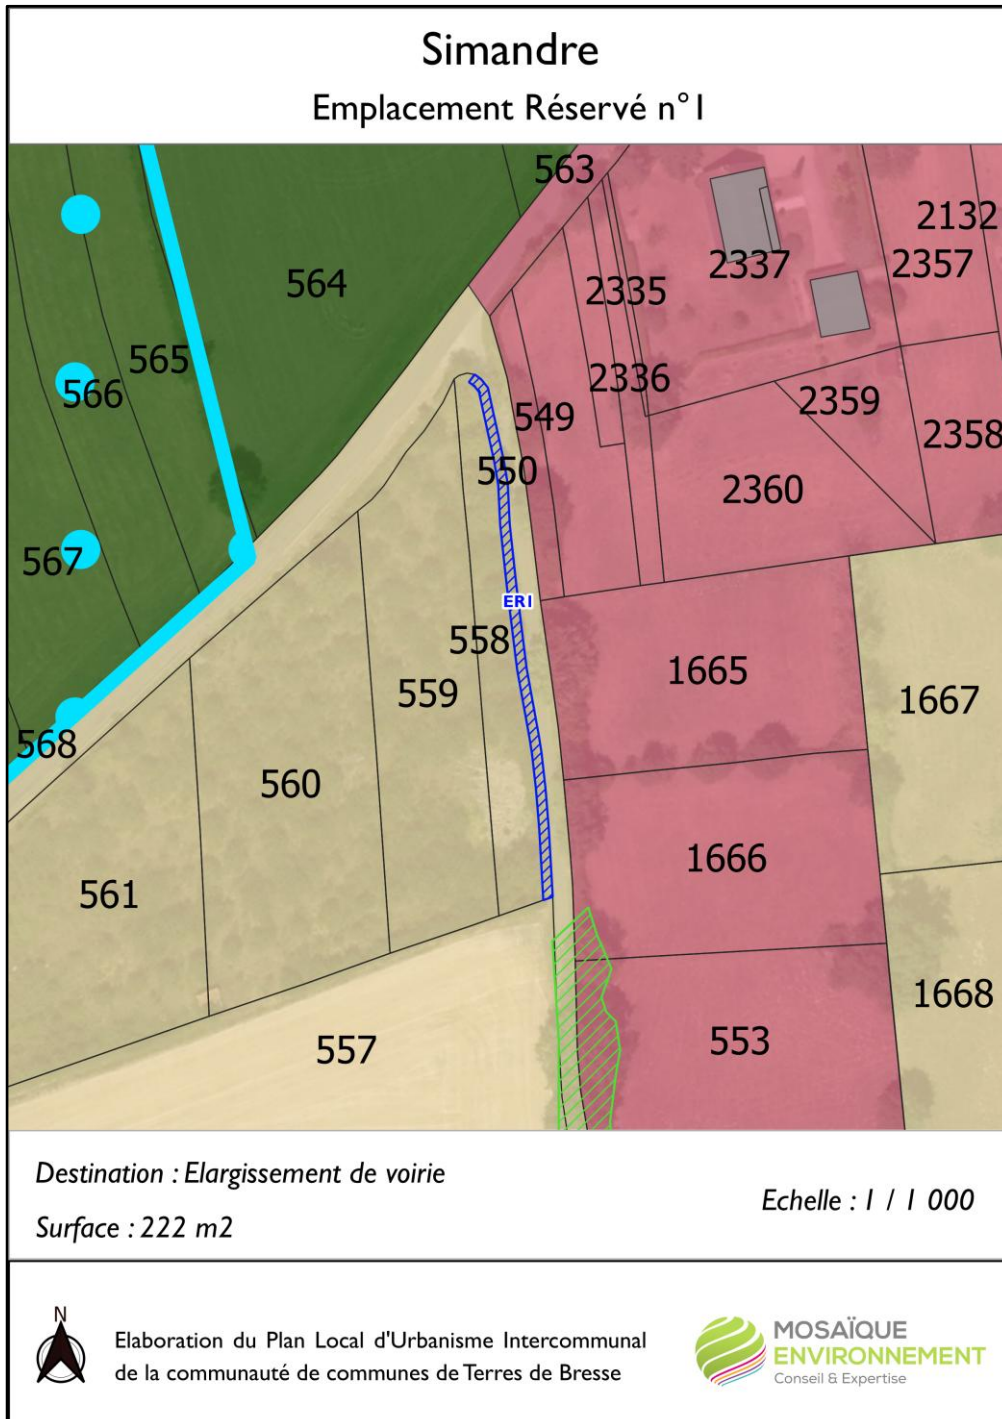 Simandre
Emplacement Réservé n°1
563
2132
564
2337
2357
2335
565
566
2336
2359
549
2358
550
2360
567
ER1
558
1665
559
1667
568
560
1666
561
1668
557
553
Destination : Elargissement de voirie
Echelle : 1 / 1 000
Surface : 222 m2
N
Elaboration du Plan Local d'Urbanisme Intercommunal
de la communauté de communes de Terres de Bresse
MOSAÏQUE
ENVIRONNEMENT
Conseil & Expertise